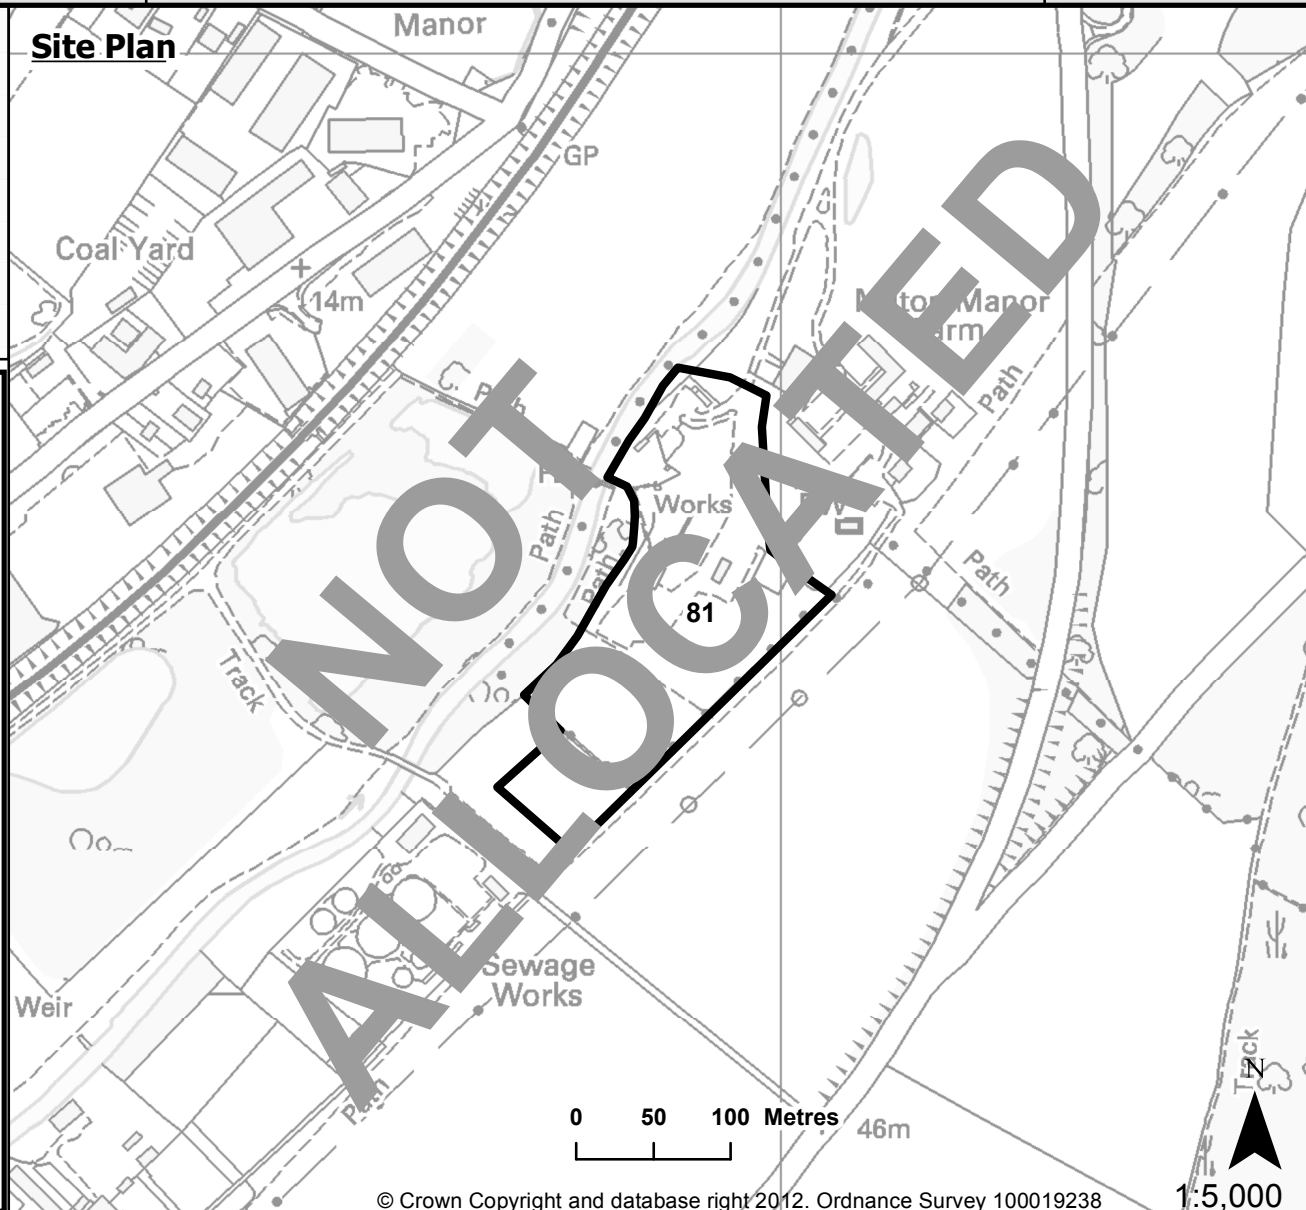 Site Plan
Manor
GP
Coal Yard
14m
Manor
Path
Path
Works
Path
Path
Path
81
Track
NOT
ALLOCATED
Sewage
Works
Weir
Path
Track
N
0 50 100 Metres
46m
© Crown Copyright and database right 2012. Ordnance Survey 100019238
1:5,000